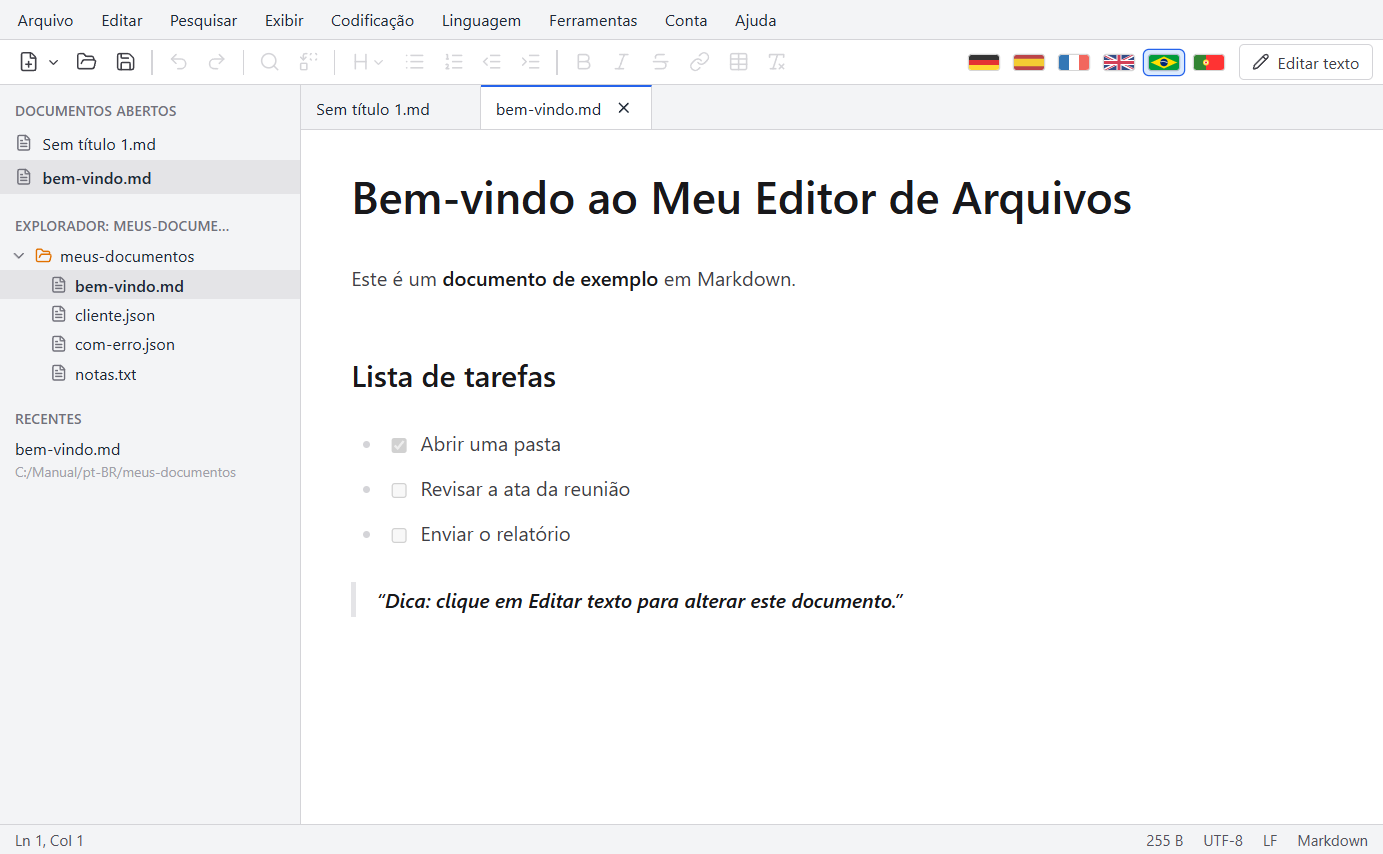 Arquivo Editar Pesquisar Exibir Codificação Linguagem Ferramentas Conta Ajuda
Editar texto
DOCUMENTOS ABERTOS
Sem título 1.md
bem-vindo.md
EXPLORADOR: MEUS-DOCUME...
meus-documentos
bem-vindo.md
cliente.json
com-erro.json
notas.txt
RECENTES
bem-vindo.md
C:/Manual/pt-BR/meus-documentos
Sem título 1.md bem-vindo.md
Bem-vindo ao Meu Editor de Arquivos
Este é um documento de exemplo em Markdown.
Lista de tarefas
Abrir uma pasta
Revisar a ata da reunião
Enviar o relatório
“Dica: clique em Editar texto para alterar este documento.”
Ln 1, Col 1 255 B UTF-8 LF Markdown